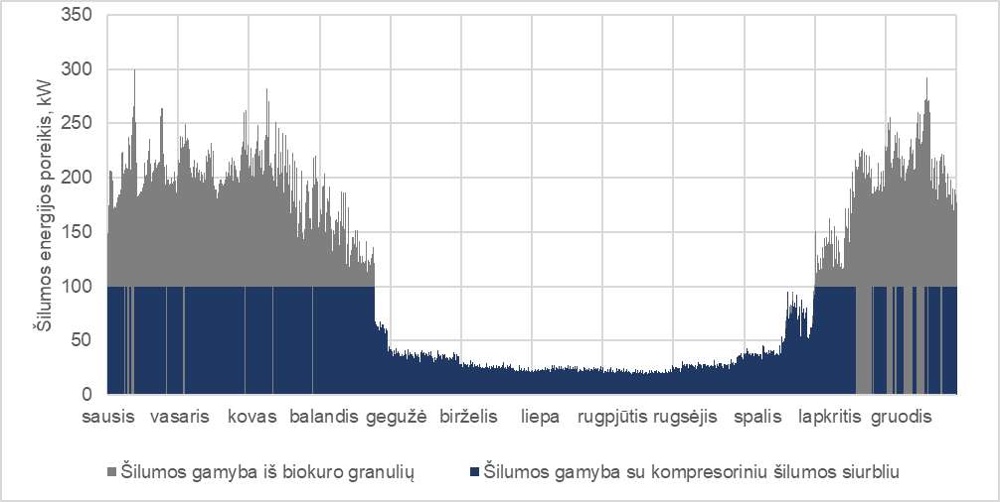 350
300
250
200
150
100
50
0
Šilumos energijos poreikis, kW
sausis vasaris kovas balandis gegužė birželis liepa rugpjūtis rugsėjis spalis lapkritis gruodis
Šilumos gamyba iš biokuro granulių Šilumos gamyba su kompresoriniu šilumos siurbliu